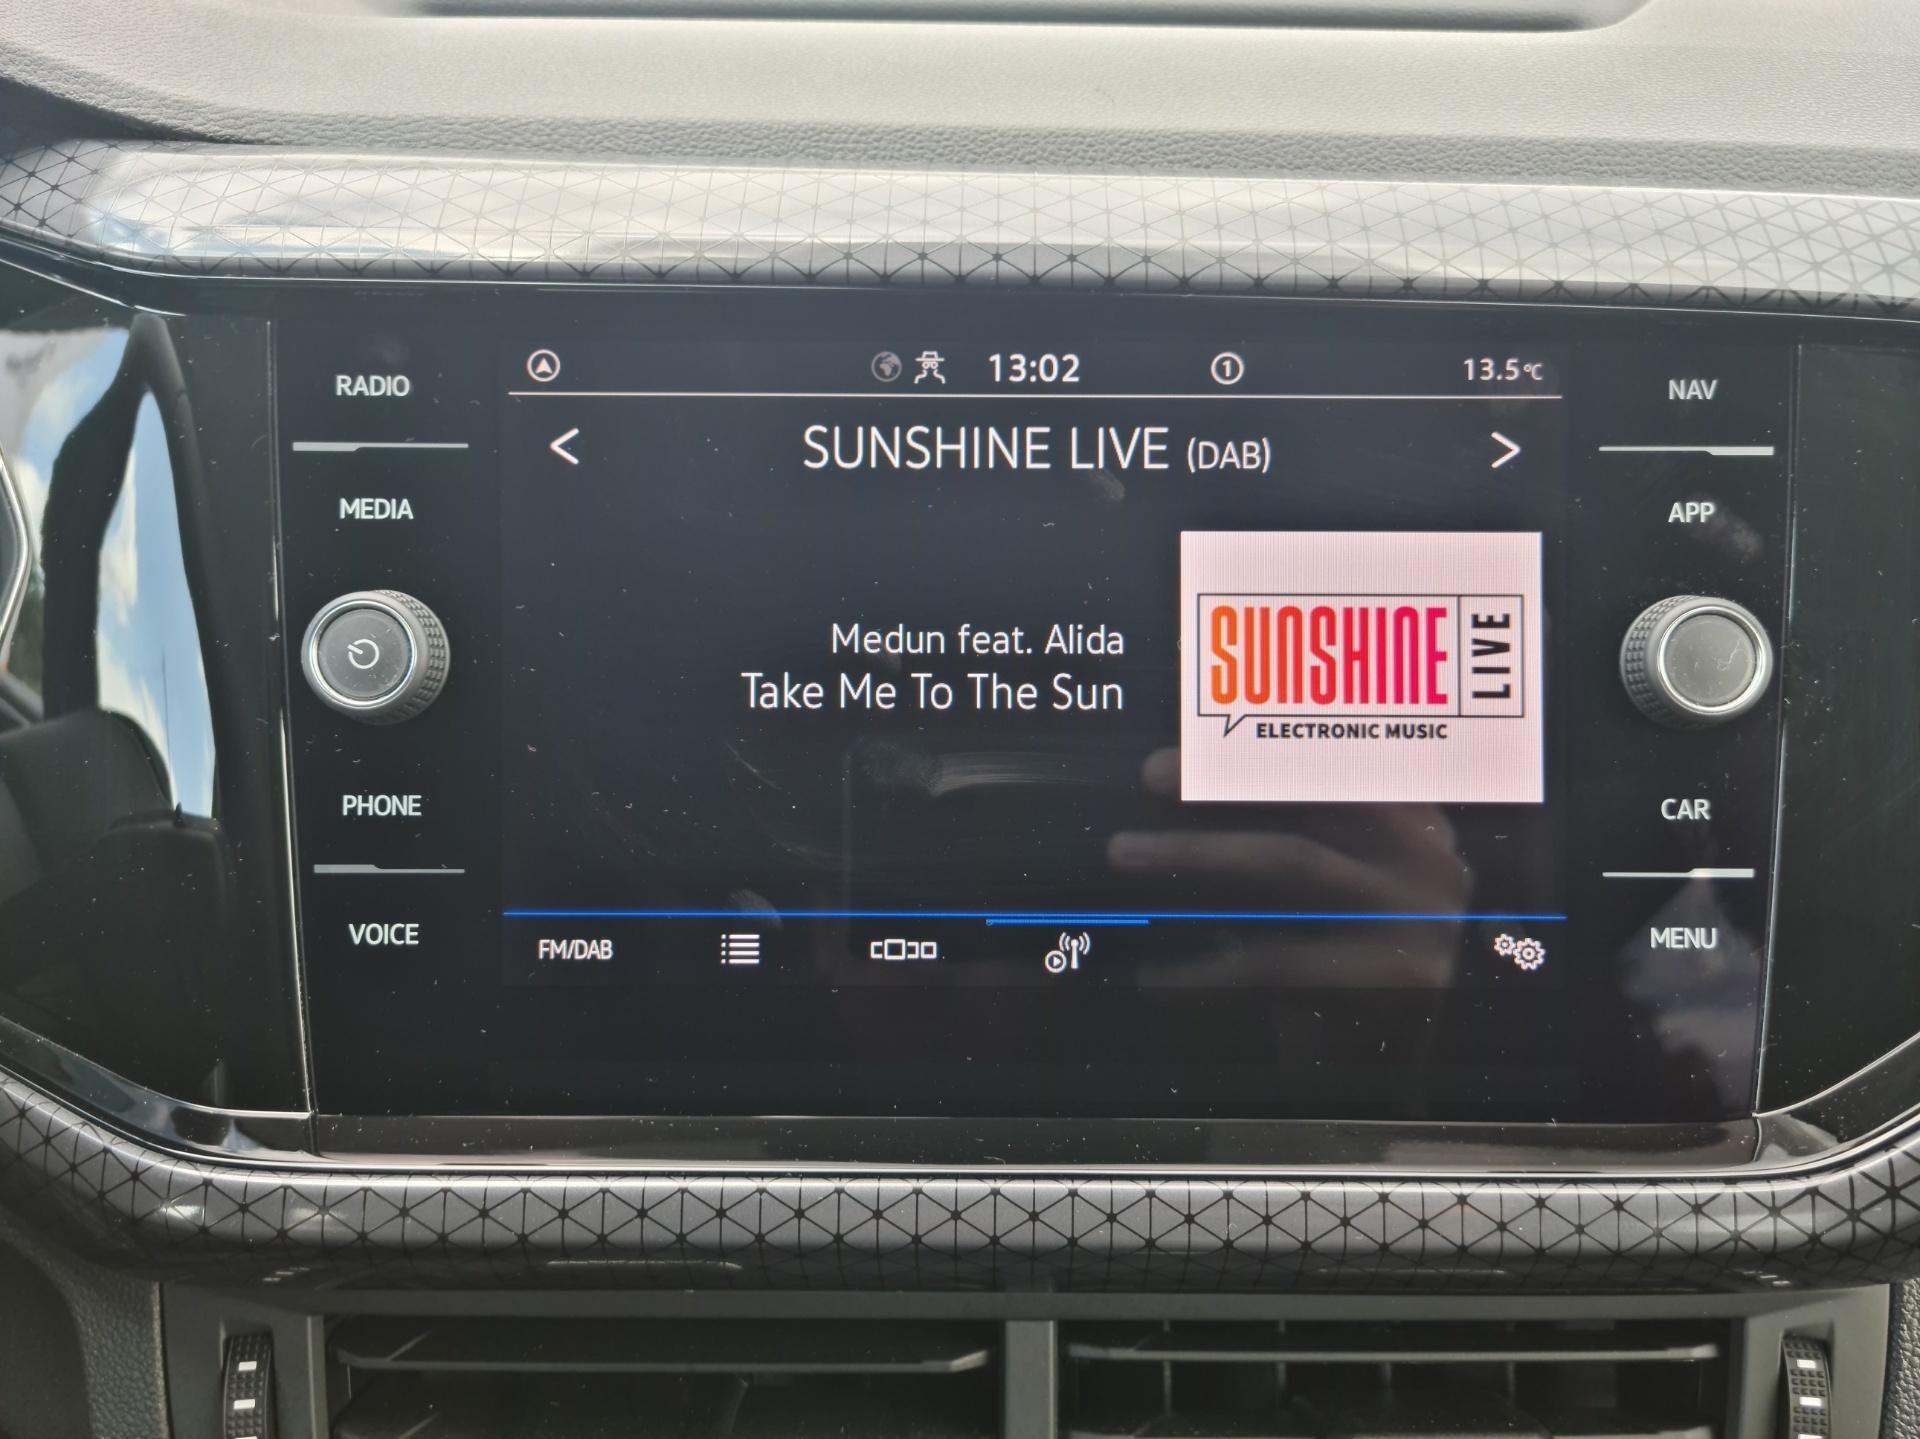 13:02
1
13.5°C
RADIO
MEDIA
PHONE
VOICE
< SUNSHINE LIVE (DAB) >
Medun feat. Alida
Take Me To The Sun
SUNSHINE LIVE
ELECTRONIC MUSIC
FM/DAB
NAV
APP
CAR
MENU